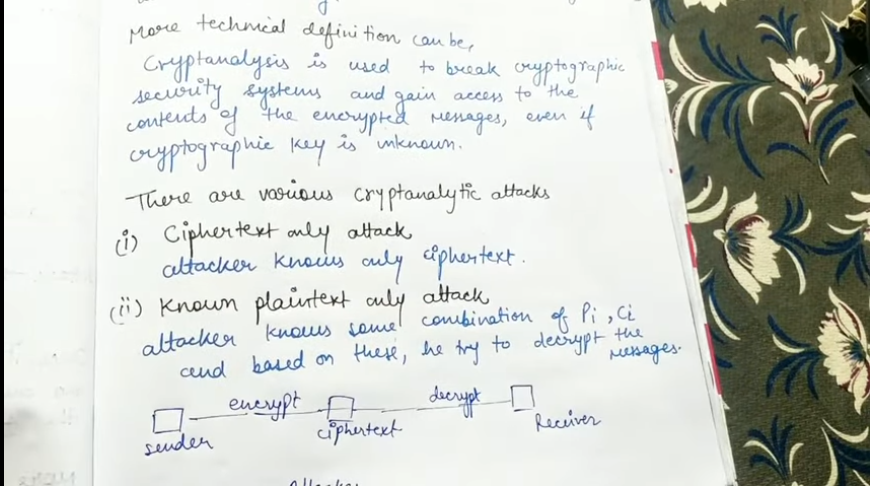 More technical definition can be,
Cryptanalysis is used to break cryptographic
security systems and gain access to the
contents of the encrypted messages, even if
cryptographic key is unknown.
There are various cryptanalytic attacks
(i) Ciphertext only attack
attacker knows only ciphertext.
(ii) Known plaintext only attack
attacker knows some combination of Pi, Ci
and based on these, he try to decrypt the
messages.
encrypt decrypt
sender ciphertext Receiver